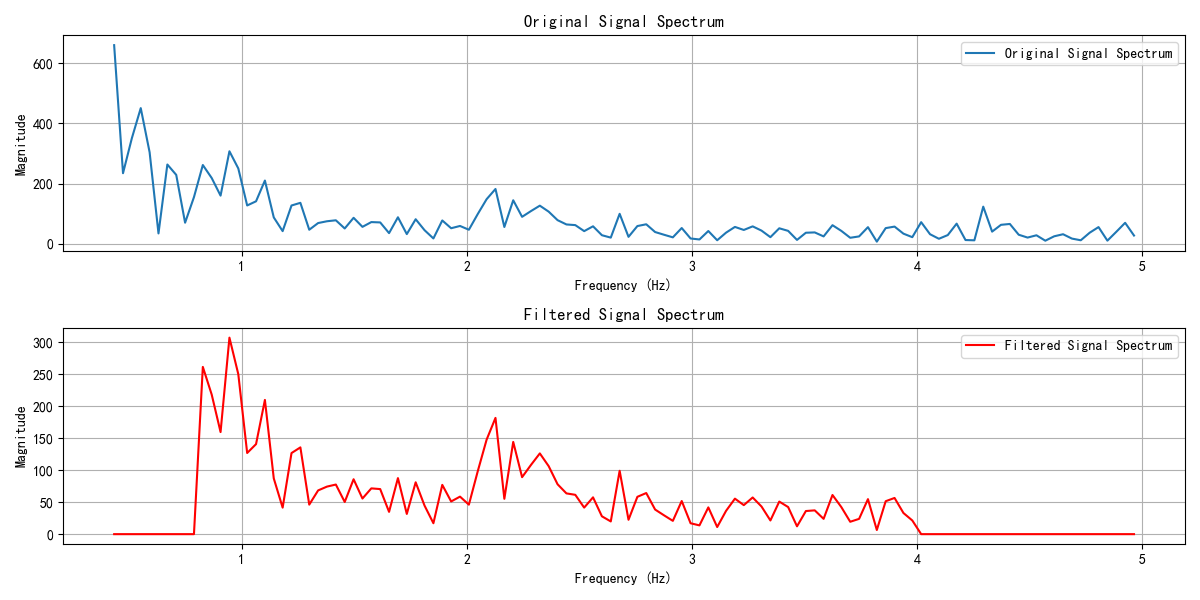 Original Signal Spectrum
Original Signal Spectrum
Magnitude
600
400
200
0
1 2 3 4 5
Frequency (Hz)
Filtered Signal Spectrum
Filtered Signal Spectrum
Magnitude
300
250
200
150
100
50
0
1 2 3 4 5
Frequency (Hz)